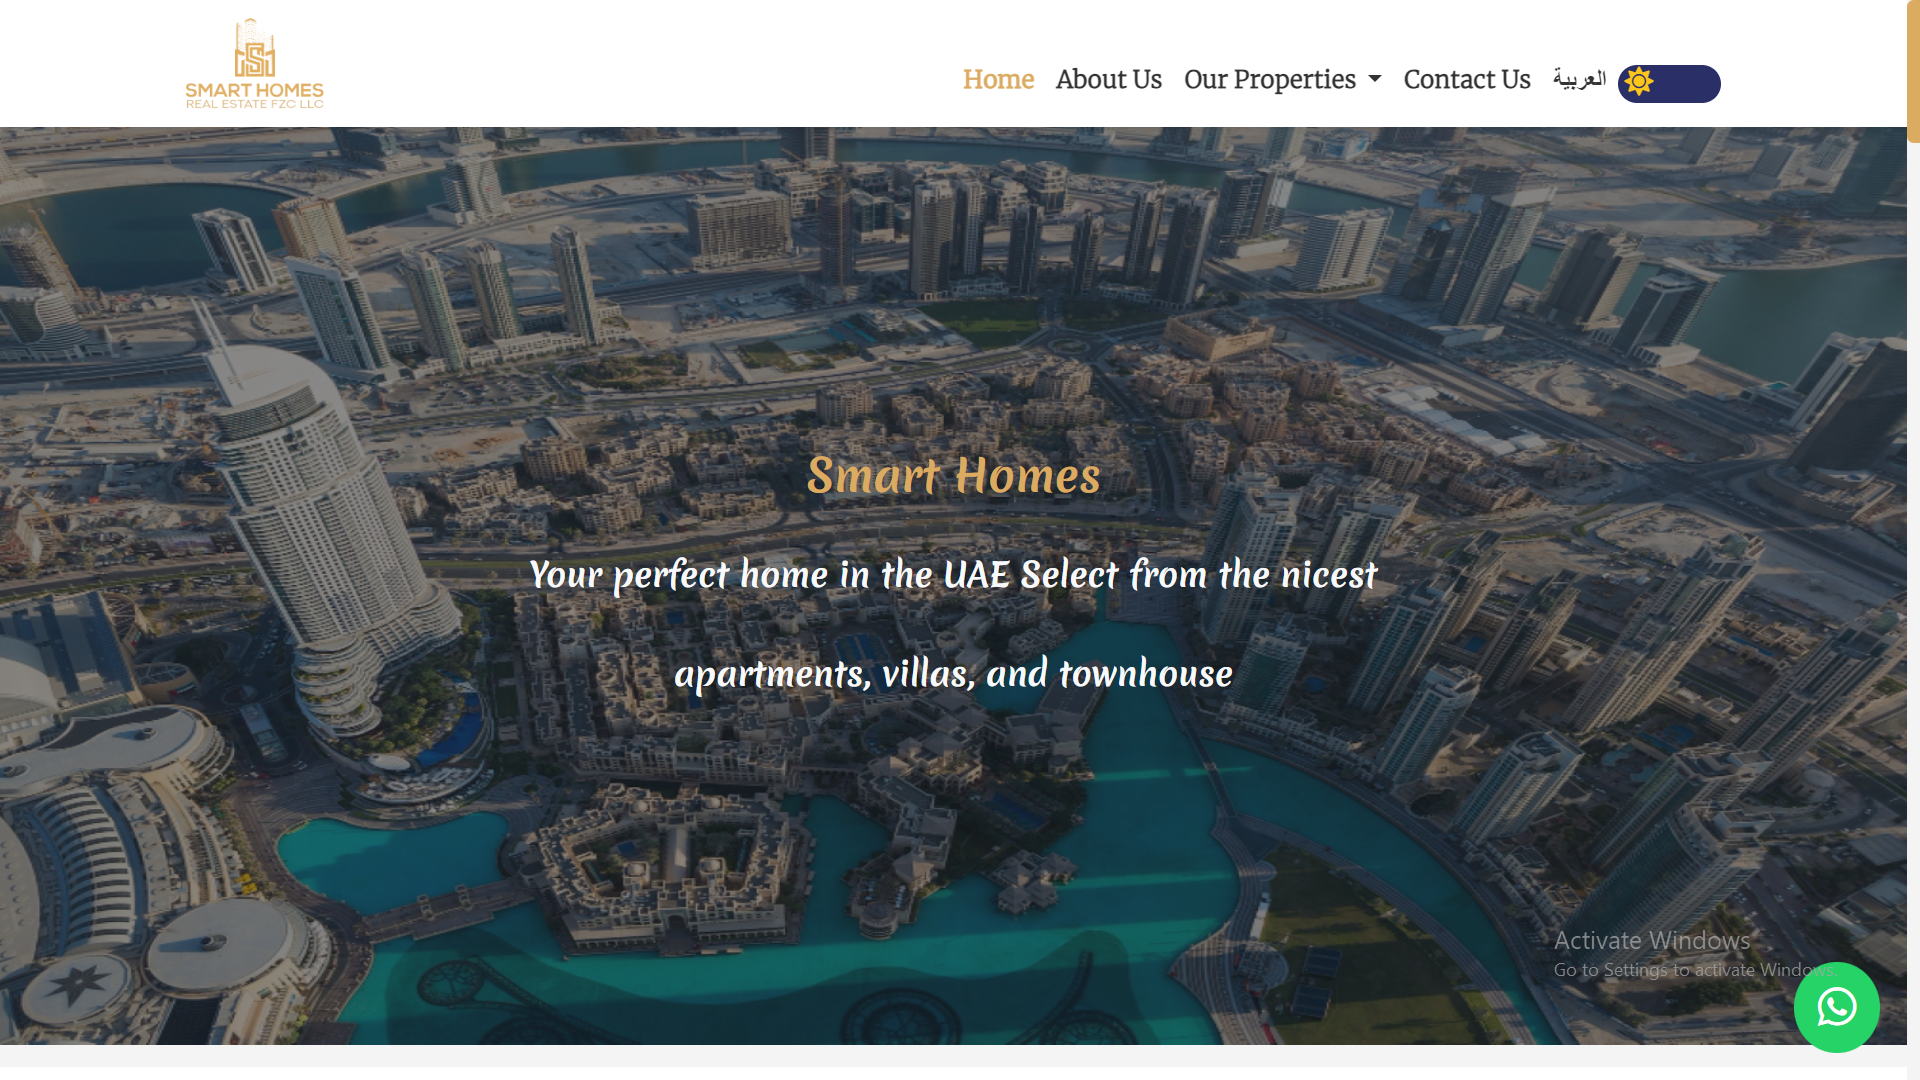 SMART HOMES
REAL ESTATE FZC LLC
Home About Us Our Properties Contact Us العربية
Smart Homes
Your perfect home in the UAE Select from the nicest
apartments, villas, and townhouse
Activate Windows
Go to Settings to activate Windows.